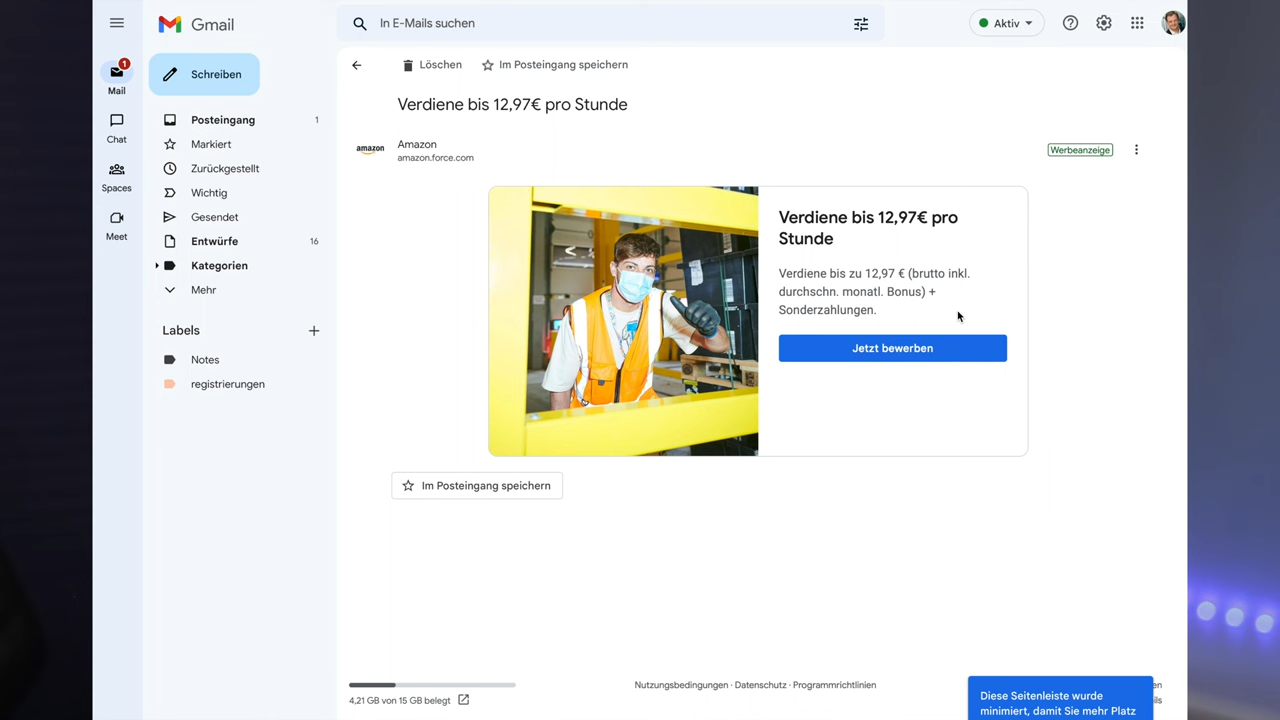 Gmail
In E-Mails suchen
Aktiv
1
Mail
Chat
Spaces
Meet
Schreiben
Posteingang 1
Markiert
Zurückgestellt
Wichtig
Gesendet
Entwürfe 16
Kategorien
Mehr
Labels
Notes
registrierungen
Löschen
Im Posteingang speichern
Verdiene bis 12,97€ pro Stunde
amazon
Amazon
amazon.force.com
Werbeanzeige
Verdiene bis 12,97€ pro
Stunde
Verdiene bis zu 12,97 € (brutto inkl.
durchschn. monatl. Bonus) +
Sonderzahlungen.
Jetzt bewerben
Im Posteingang speichern
4,21 GB von 15 GB belegt
Nutzungsbedingungen · Datenschutz · Programmrichtlinien
Diese Seitenleiste wurde
minimiert, damit Sie mehr Platz